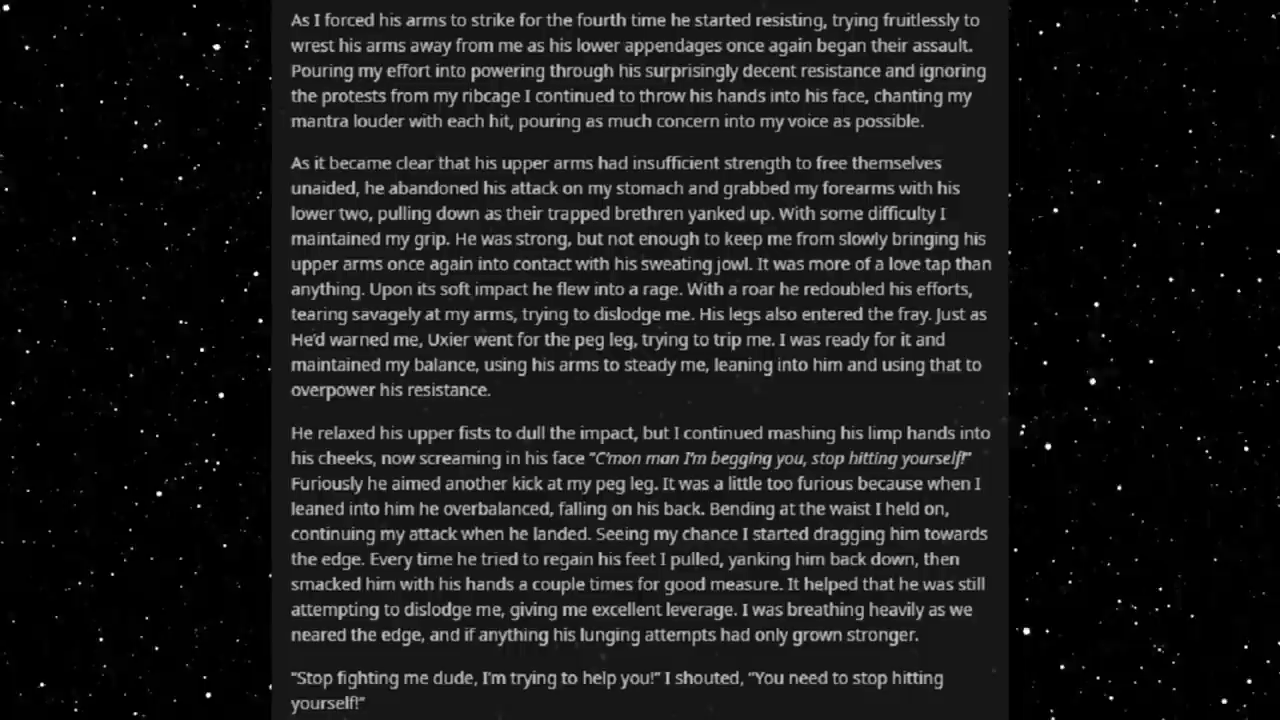 As I forced his arms to strike for the fourth time he started resisting, trying fruitlessly to
wrest his arms away from me as his lower appendages once again began their assault.
Pouring my effort into powering through his surprisingly decent resistance and ignoring
the protests from my ribcage I continued to throw his hands into his face, chanting my
mantra louder with each hit, pouring as much concern into my voice as possible.
As it became clear that his upper arms had insufficient strength to free themselves
unaided, he abandoned his attack on my stomach and grabbed my forearms with his
lower two, pulling down as their trapped brethren yanked up. With some difficulty I
maintained my grip. He was strong, but not enough to keep me from slowly bringing his
upper arms once again into contact with his sweating jowl. It was more of a love tap than
anything. Upon its soft impact he flew into a rage. With a roar he redoubled his efforts,
tearing savagely at my arms, trying to dislodge me. His legs also entered the fray. Just as
He'd warned me, Uxier went for the peg leg, trying to trip me. I was ready for it and
maintained my balance, using his arms to steady me, leaning into him and using that to
overpower his resistance.
He relaxed his upper fists to dull the impact, but I continued mashing his limp hands into
his cheeks, now screaming in his face "C'mon man I'm begging you, stop hitting yourself!"
Furiously he aimed another kick at my peg leg. It was a little too furious because when I
leaned into him he overbalanced, falling on his back. Bending at the waist I held on,
continuing my attack when he landed. Seeing my chance I started dragging him towards
the edge. Every time he tried to regain his feet I pulled, yanking him back down, then
smacked him with his hands a couple times for good measure. It helped that he was still
attempting to dislodge me, giving me excellent leverage. I was breathing heavily as we
neared the edge, and if anything his lunging attempts had only grown stronger.
"Stop fighting me dude, I'm trying to help you!" I shouted, "You need to stop hitting
yourself!"